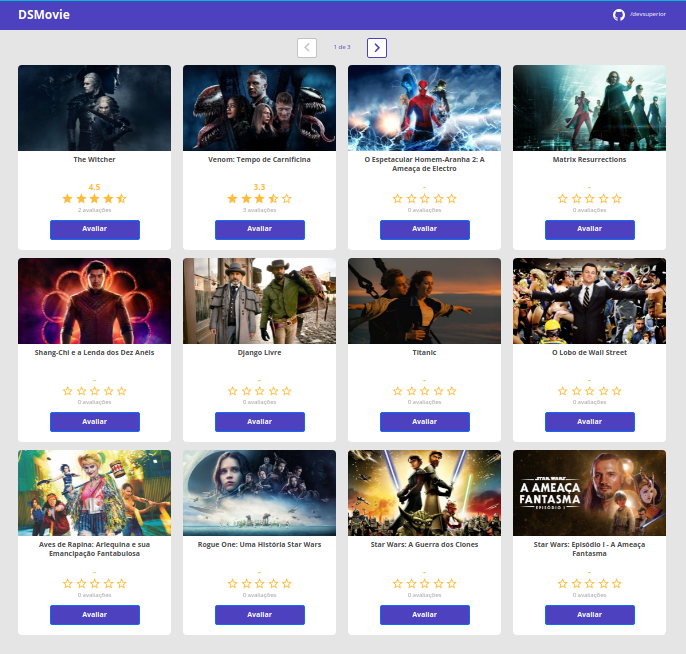 DSMovie
/devsuperior
1 de 3
The Witcher
4.5
2 avaliações
Avaliar
Venom: Tempo de Carnificina
3.3
3 avaliações
Avaliar
O Espetacular Homem-Aranha 2: A
Ameaça de Electro
-
0 avaliações
Avaliar
Matrix Resurrections
-
0 avaliações
Avaliar
Shang-Chi e a Lenda dos Dez Anéis
-
0 avaliações
Avaliar
Django Livre
-
0 avaliações
Avaliar
Titanic
-
0 avaliações
Avaliar
O Lobo de Wall Street
-
0 avaliações
Avaliar
Aves de Rapina: Arlequina e sua
Emancipação Fantabulosa
-
0 avaliações
Avaliar
Rogue One: Uma História Star Wars
-
0 avaliações
Avaliar
Star Wars: A Guerra dos Clones
-
0 avaliações
Avaliar
STAR WARS
A AMEAÇA
FANTASMA
EPISÓDIO I
Star Wars: Episódio I - A Ameaça
Fantasma
-
0 avaliações
Avaliar